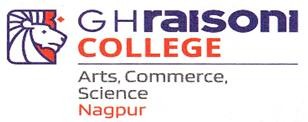 GHraisoni
COLLEGE
Arts, Commerce,
Science
Nagpur